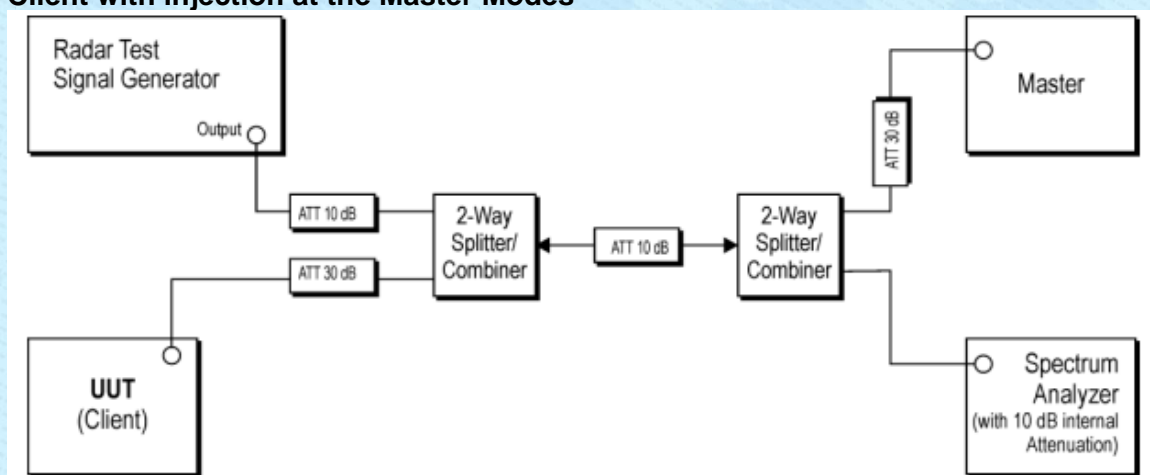 Client with Injection at the Master Modes
Radar Test
Signal Generator
Output
Master
ATT 30 dB
ATT 10 dB
2-Way
Splitter/
Combiner
ATT 10 dB
2-Way
Splitter/
Combiner
ATT 30 dB
UUT
(Client)
Spectrum
Analyzer
(with 10 dB internal
Attenuation)